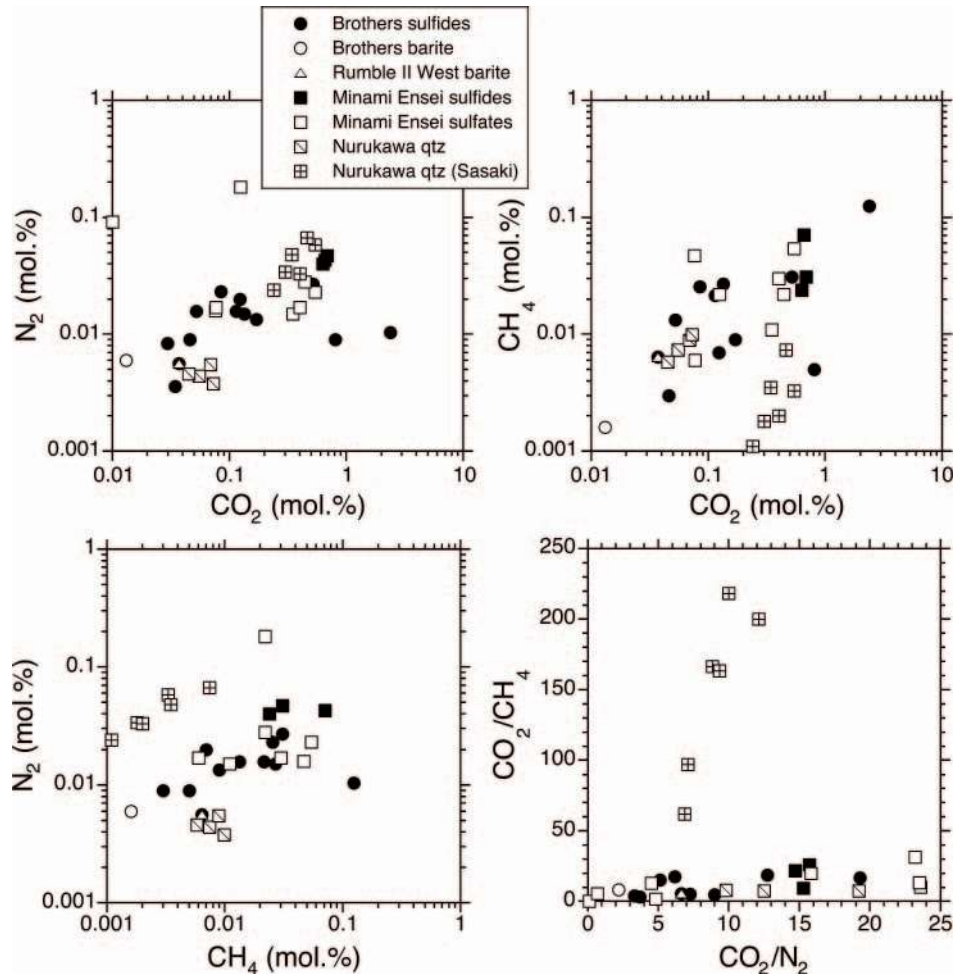 Brothers sulfides
Brothers barite
Rumble II West barite
Minami Ensei sulfides
Minami Ensei sulfates
Nurukawa qtz
Nurukawa qtz (Sasaki)
1
0.1
0.01
0.001
N₂ (mol.%)
0.01 0.1 1 10
CO₂ (mol.%)
1
0.1
0.01
0.001
CH₄ (mol.%)
0.01 0.1 1 10
CO₂ (mol.%)
1
0.1
0.01
0.001
N₂ (mol.%)
0.001 0.01 0.1 1
CH₄ (mol.%)
250
200
150
100
50
0
CO₂/CH₄
0 5 10 15 20 25
CO₂/N₂